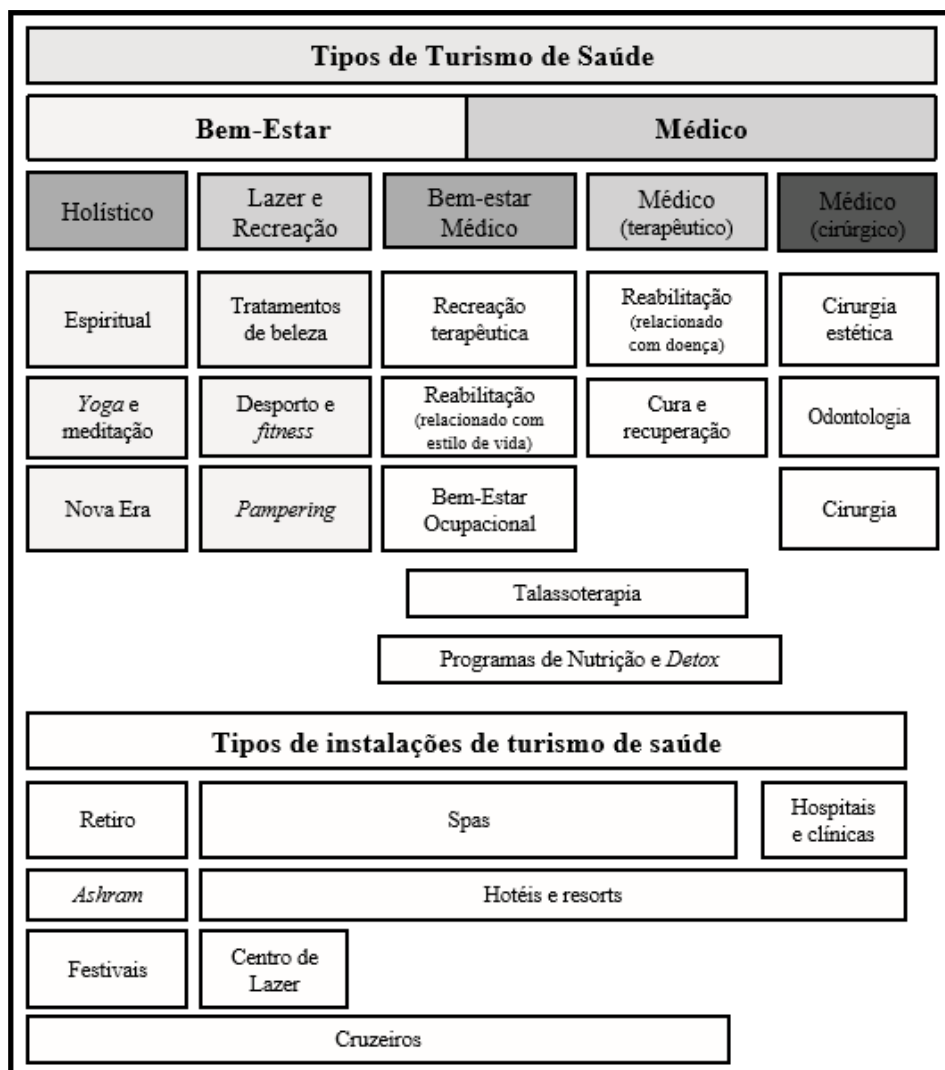 Tipos de Turismo de Saúde
Bem-Estar
Médico
Holístico
Lazer e
Recreação
Bem-estar
Médico
Médico
(terapêutico)
Médico
(cirúrgico)
Espiritual
Tratamentos
de beleza
Recreação
terapêutica
Reabilitação
(relacionado
com doença)
Cirurgia
estética
Yoga e
meditação
Desporto e
fitness
Reabilitação
(relacionado com
estilo de vida)
Cura e
recuperação
Odontologia
Nova Era
Pampering
Bem-Estar
Ocupacional
Cirurgia
Talassoterapia
Programas de Nutrição e Detox
Tipos de instalações de turismo de saúde
Retiro
Spas
Hospitais
e clínicas
Ashram
Hotéis e resorts
Festivais
Centro de
Lazer
Cruzeiros